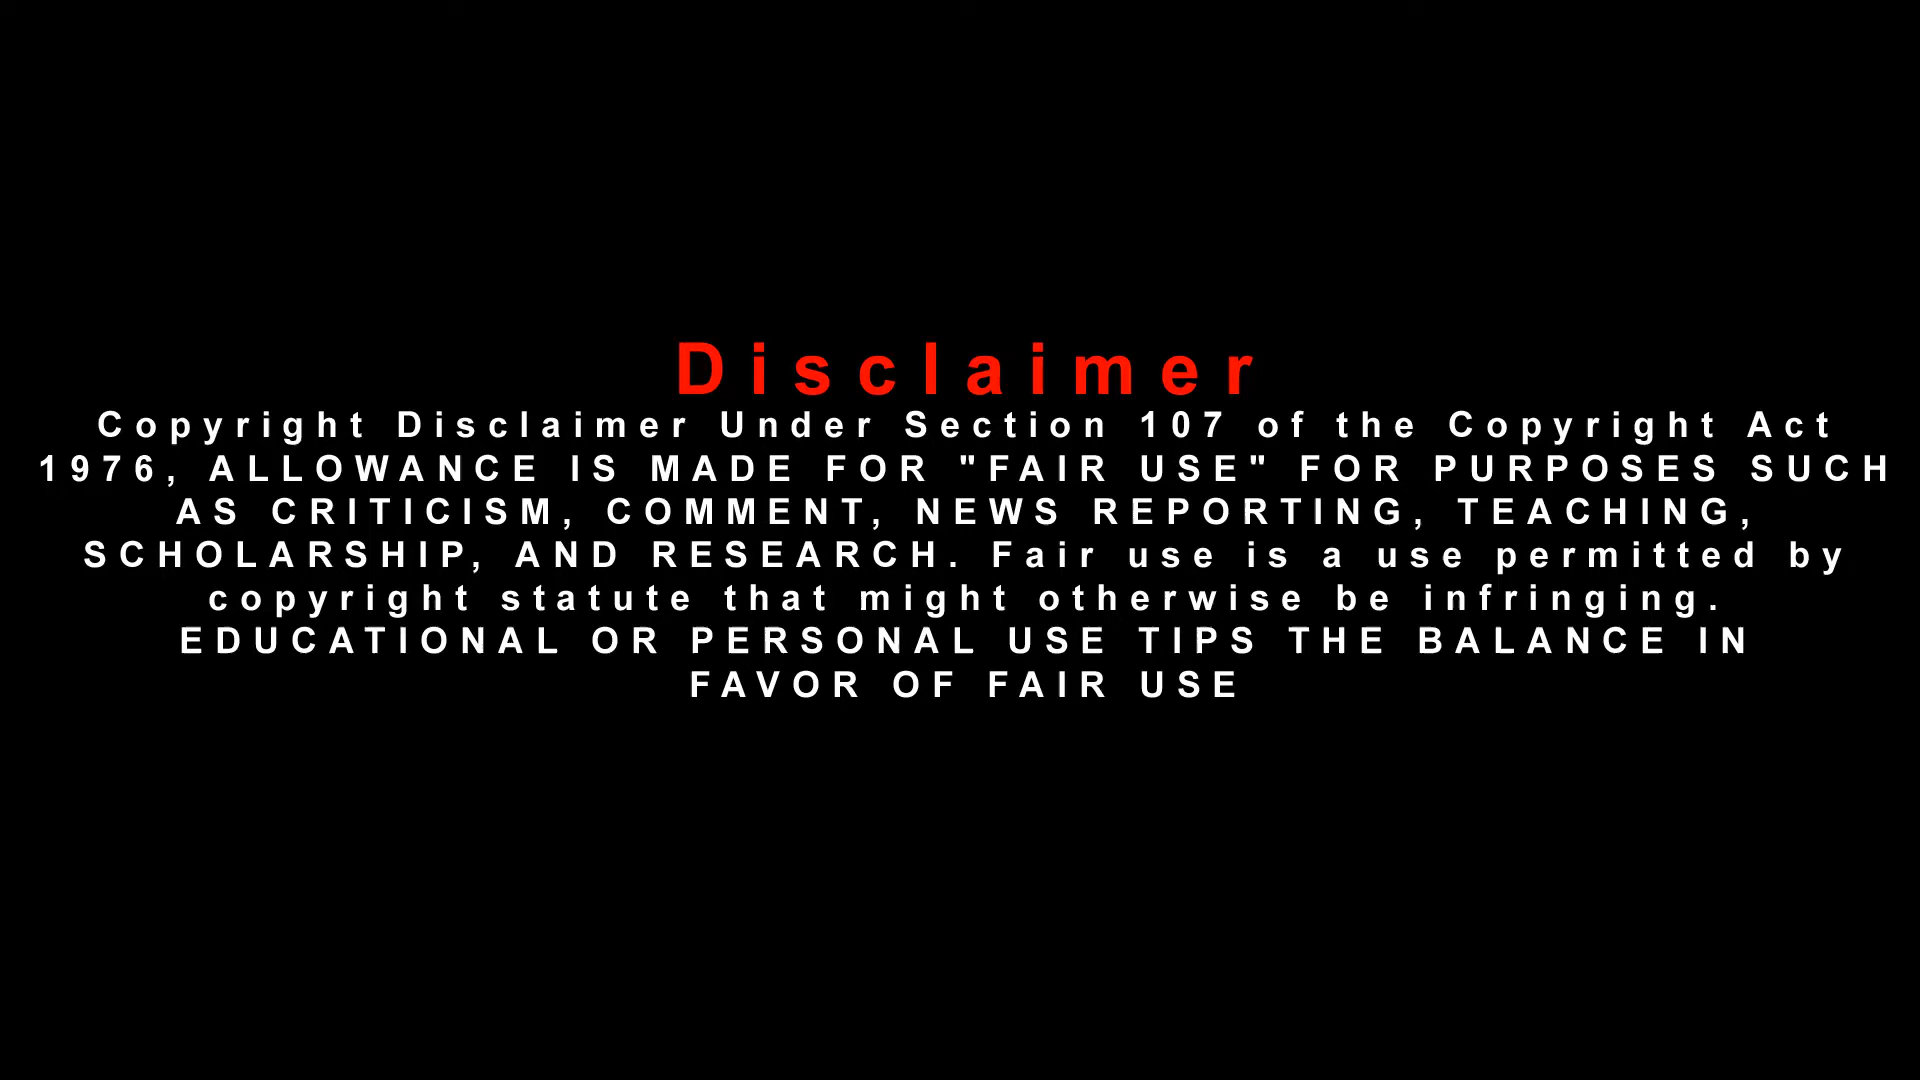 Disclaimer
Copyright Disclaimer Under Section 107 of the Copyright Act
1976, ALLOWANCE IS MADE FOR "FAIR USE" FOR PURPOSES SUCH
AS CRITICISM, COMMENT, NEWS REPORTING, TEACHING,
SCHOLARSHIP, AND RESEARCH. Fair use is a use permitted by
copyright statute that might otherwise be infringing.
EDUCATIONAL OR PERSONAL USE TIPS THE BALANCE IN
FAVOR OF FAIR USE